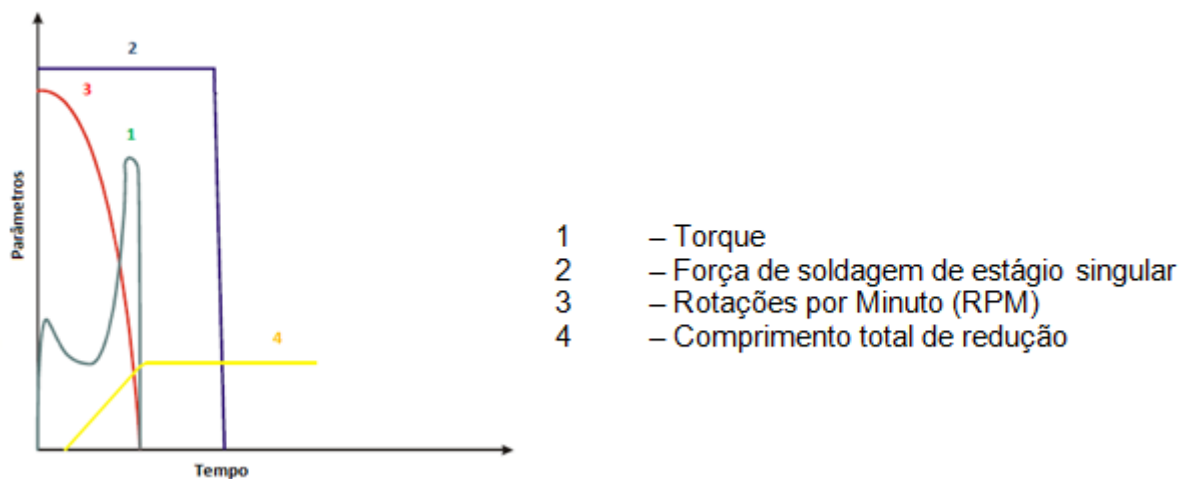 2
3
1
4
Parâmetros
Tempo
1 – Torque
2 – Força de soldagem de estágio singular
3 – Rotações por Minuto (RPM)
4 – Comprimento total de redução